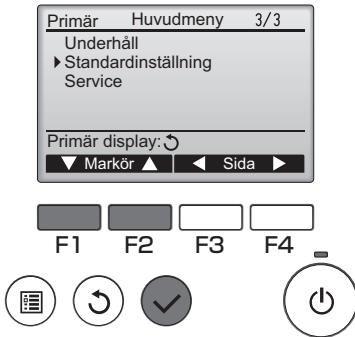 Primär Huvudmeny 3/3
Underhåll
Standardinställning
Service
Primär display:
Markör Sida
F1 F2 F3 F4